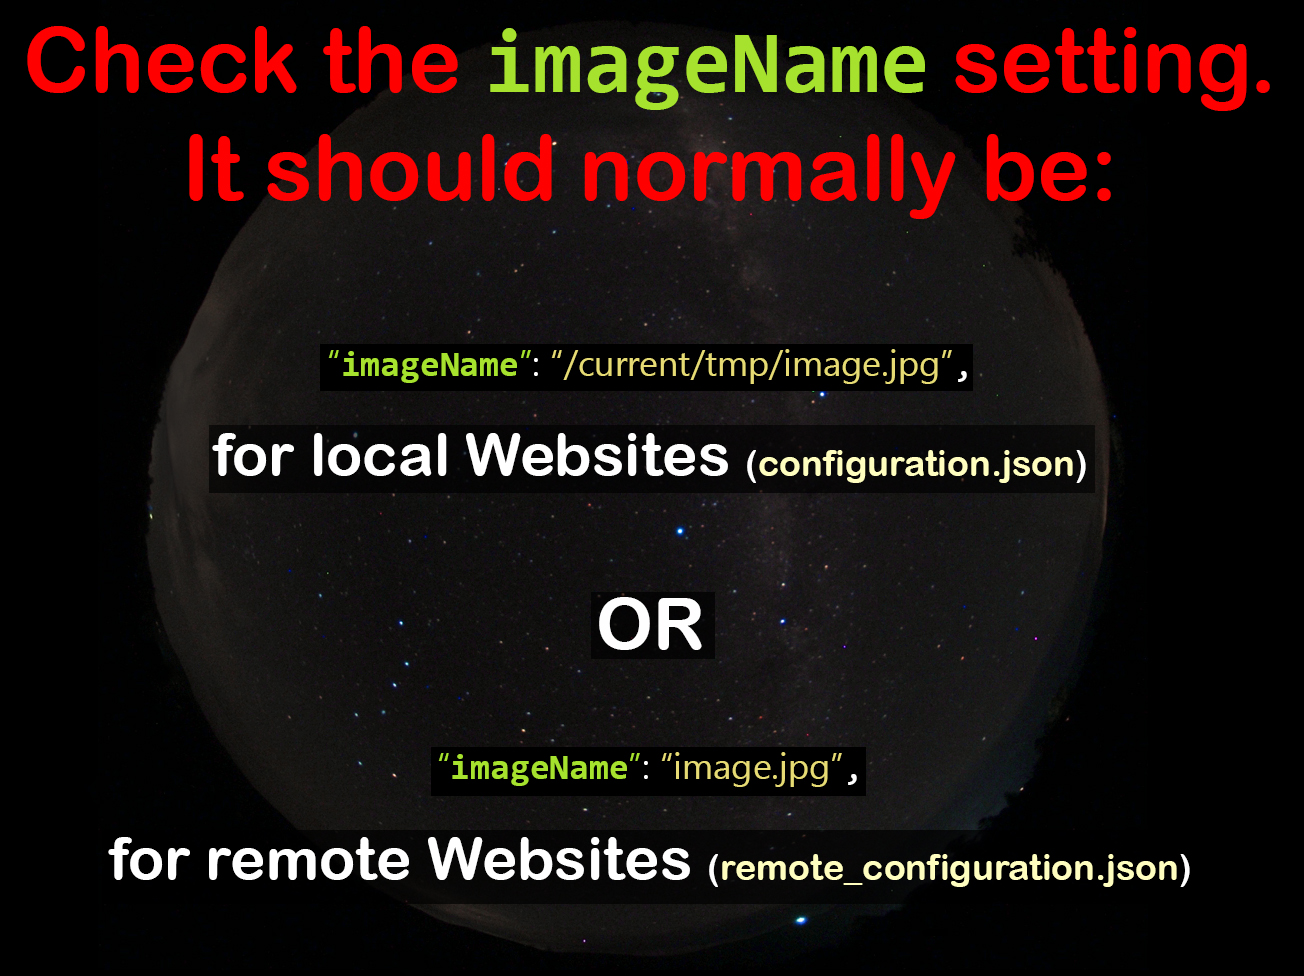 Check the imageName setting.
It should normally be:
“imageName”: “/current/tmp/image.jpg”,
for local Websites (configuration.json)
OR
“imageName”: “image.jpg”,
for remote Websites (remote_configuration.json)